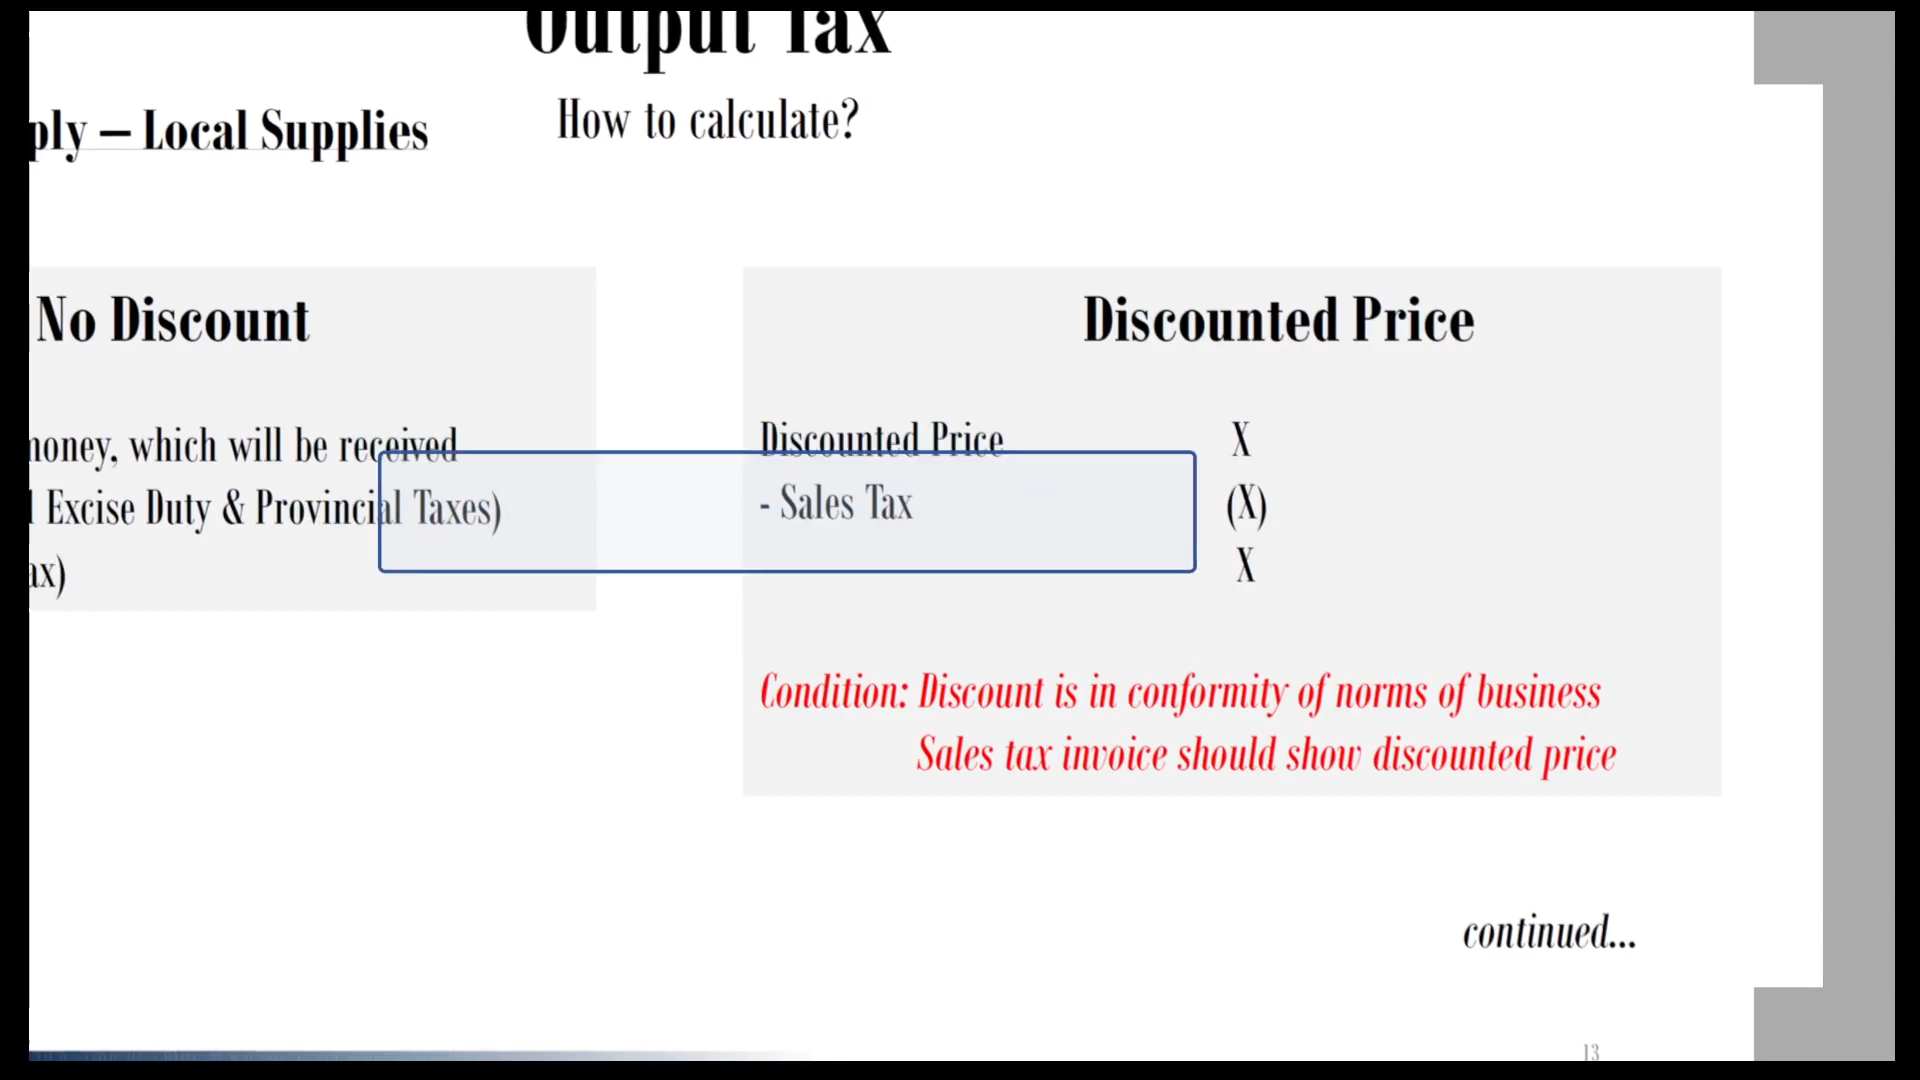 Output Tax
How to calculate?
ply – Local Supplies
No Discount
money, which will be received
l Excise Duty & Provincial Taxes)
ax)
Discounted Price
Discounted Price X
- Sales Tax (X)
X
Condition: Discount is in conformity of norms of business
Sales tax invoice should show discounted price
continued...
13